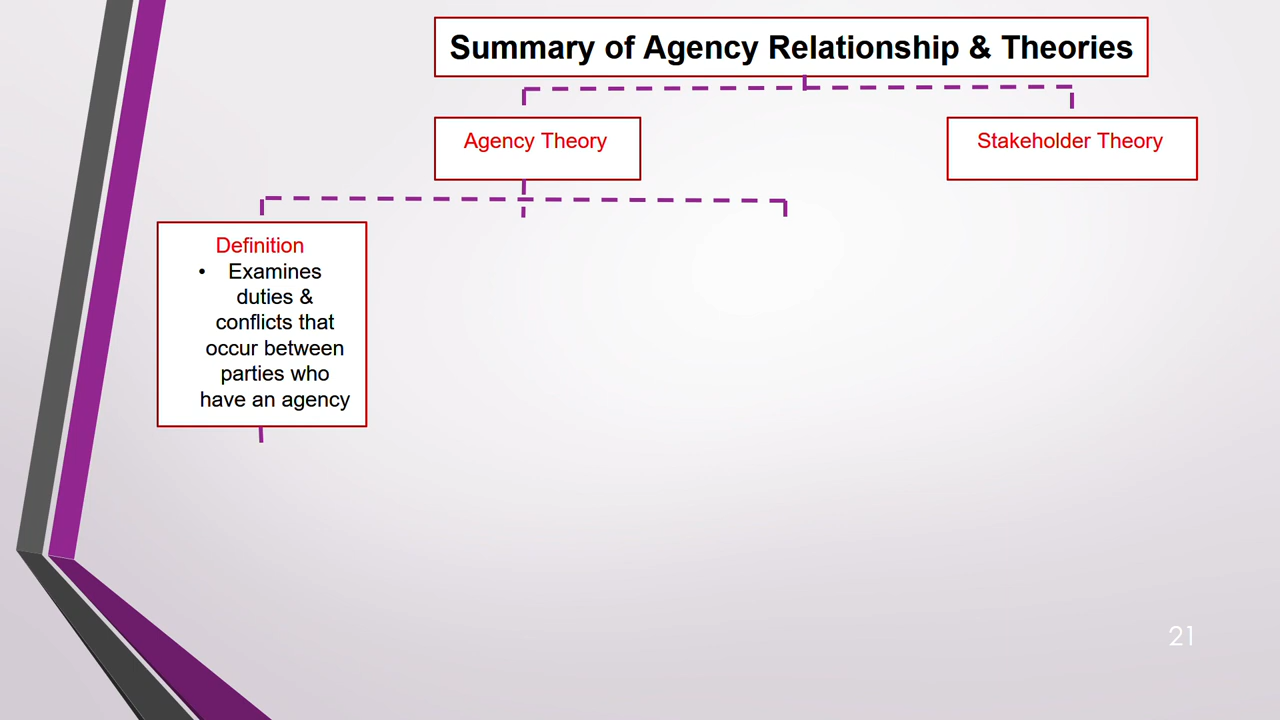 Summary of Agency Relationship & Theories
Agency Theory
Stakeholder Theory
Definition
• Examines
duties &
conflicts that
occur between
parties who
have an agency
21